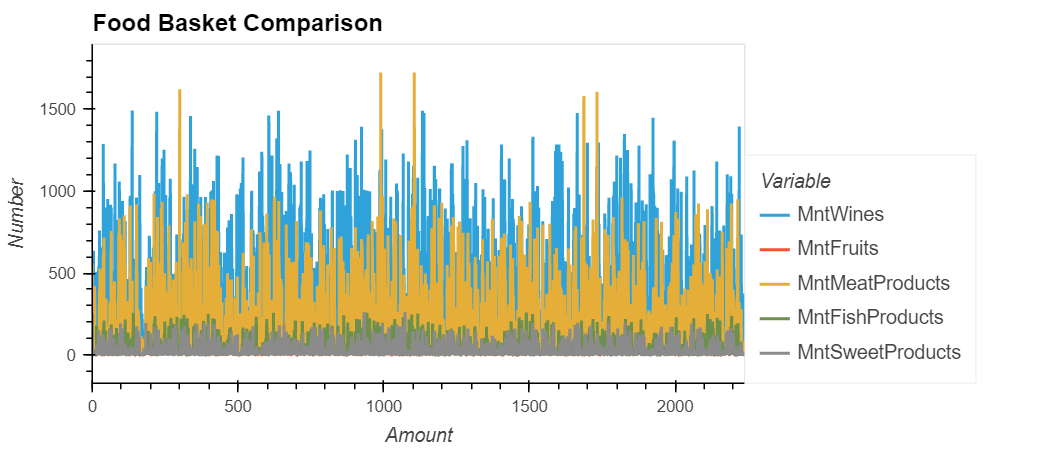 Food Basket Comparison
1500
1000
500
0
Number
0 500 1000 1500 2000
Amount
Variable
MntWines
MntFruits
MntMeatProducts
MntFishProducts
MntSweetProducts